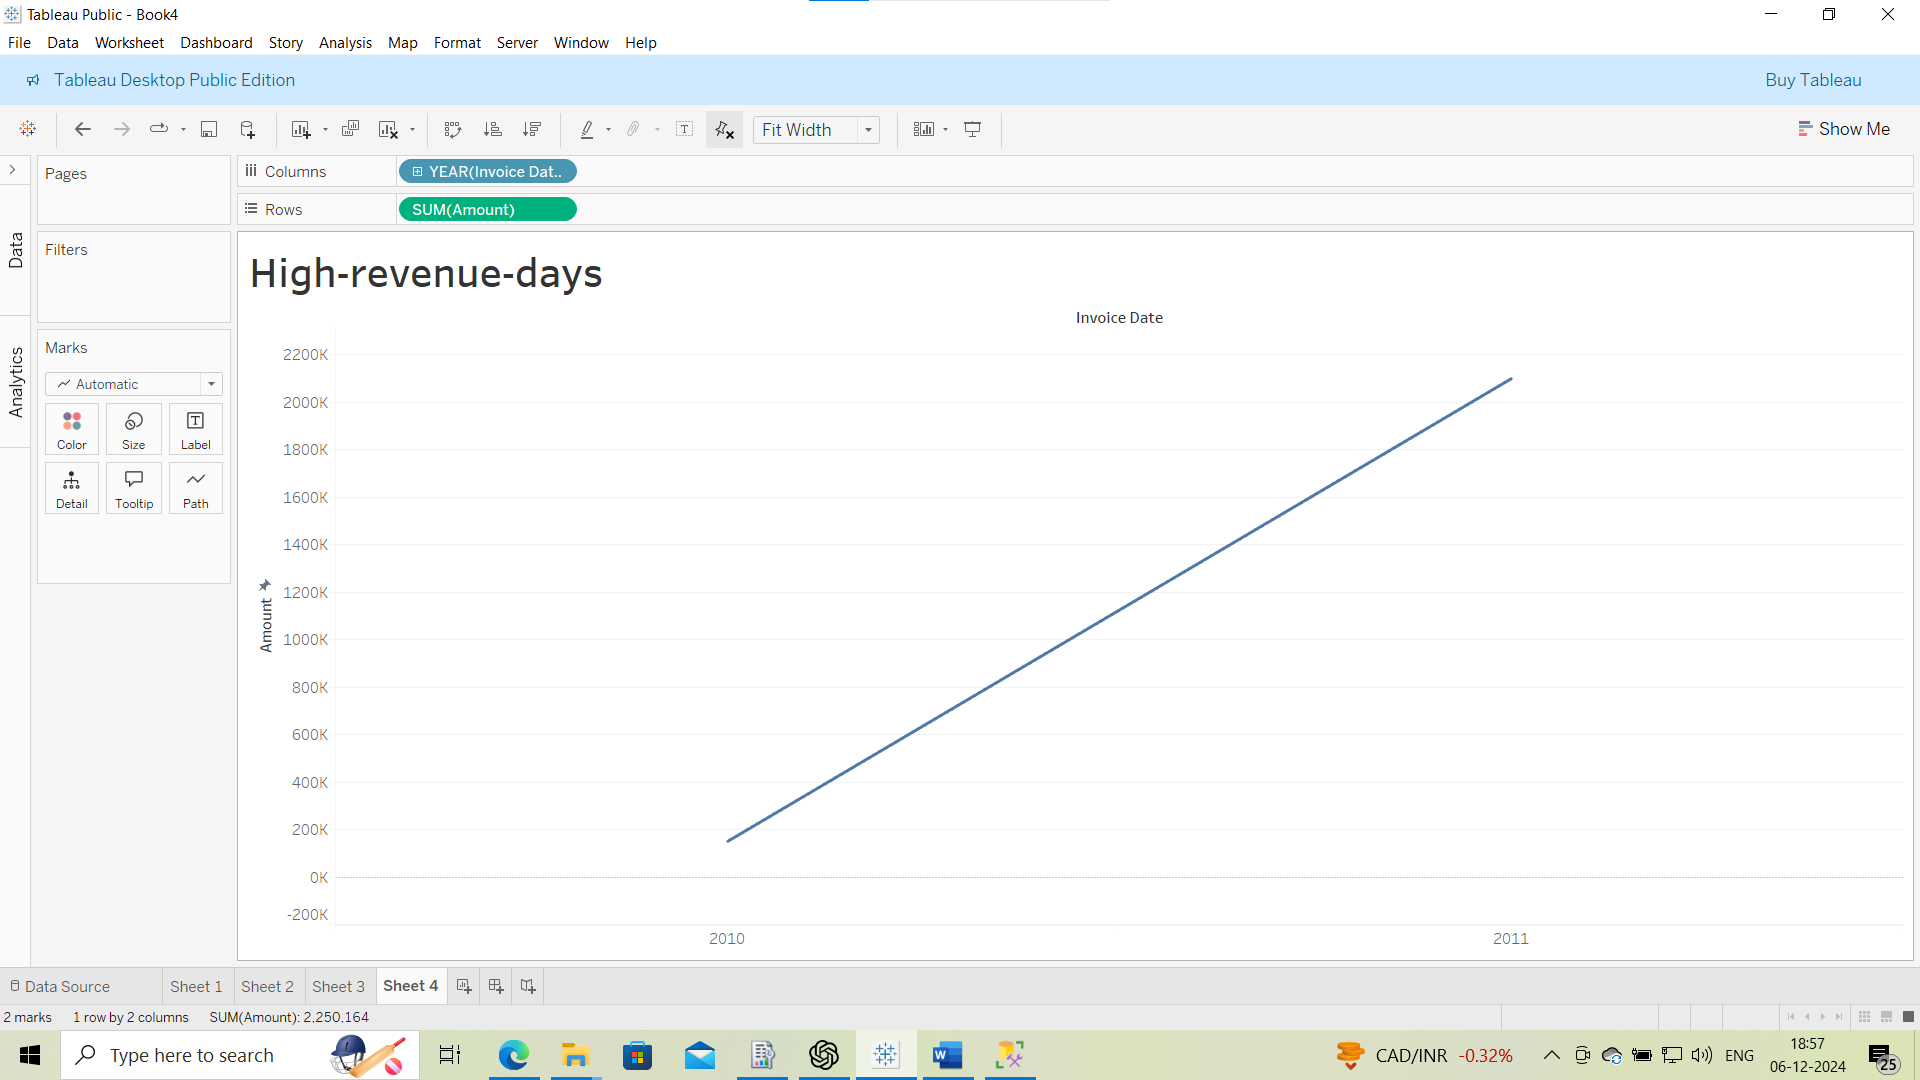 Tableau Public - Book4
File Data Worksheet Dashboard Story Analysis Map Format Server Window Help
Tableau Desktop Public Edition
Buy Tableau
Fit Width
Show Me
Pages
Columns
YEAR(Invoice Dat..
Rows
SUM(Amount)
Data
Analytics
Filters
Marks
Automatic
Color
Size
Label
Detail
Tooltip
Path
High-revenue-days
Invoice Date
Amount
2200K
2000K
1800K
1600K
1400K
1200K
1000K
800K
600K
400K
200K
0K
-200K
2010
2011
Data Source
Sheet 1
Sheet 2
Sheet 3
Sheet 4
2 marks
1 row by 2 columns
SUM(Amount): 2,250,164
Type here to search
CAD/INR -0.32%
ENG
18:57
06-12-2024
25